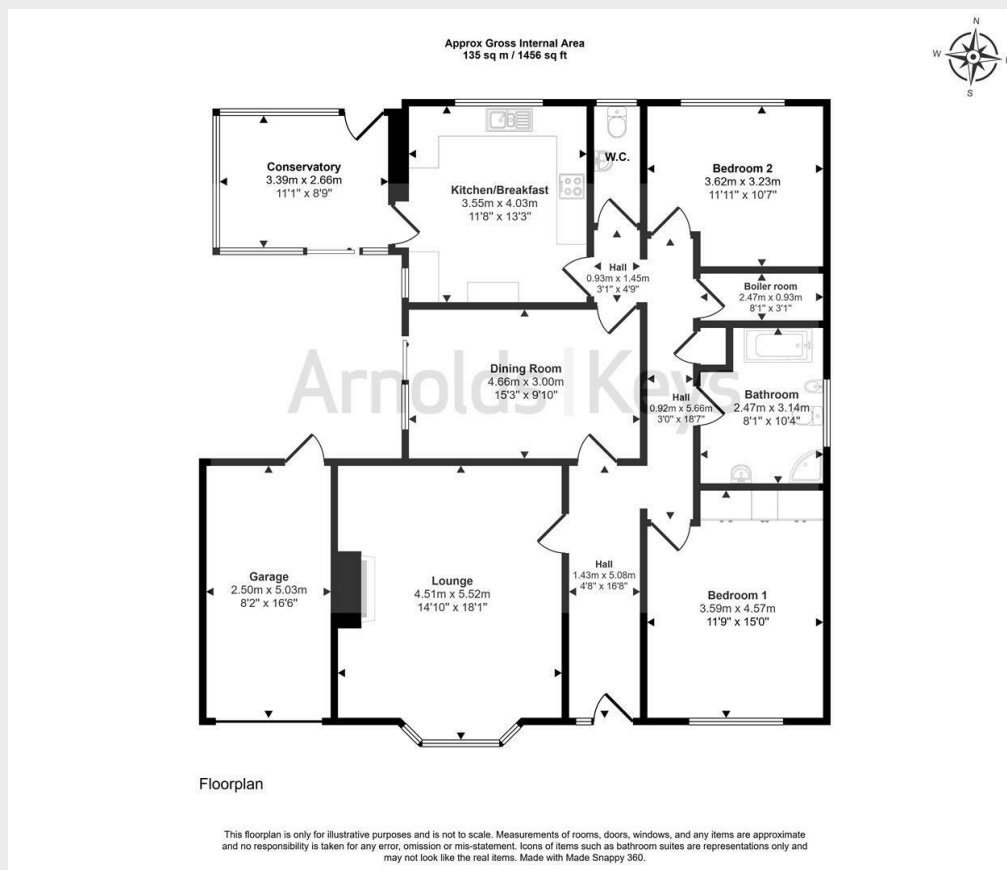 Approx Gross Internal Area
135 sq m / 1456 sq ft
N
W
S
Conservatory
3.39m x 2.66m
11'1" x 8'9"
Kitchen/Breakfast
3.55m x 4.03m
11'8" x 13'3"
W.C.
Bedroom 2
3.62m x 3.23m
11'11" x 10'7"
Hall
0.93m x 1.45m
3'1" x 4'9"
Boiler room
2.47m x 0.93m
8'1" x 3'1"
Dining Room
4.66m x 3.00m
15'3" x 9'10"
Arnolds | Keys
Hall
0.92m x 5.66m
3'0" x 18'7"
Bathroom
2.47m x 3.14m
8'1" x 10'4"
Garage
2.50m x 5.03m
8'2" x 16'6"
Lounge
4.51m x 5.52m
14'10" x 18'1"
Hall
1.43m x 5.08m
4'8" x 16'8"
Bedroom 1
3.59m x 4.57m
11'9" x 15'0"
Floorplan
This floorplan is only for illustrative purposes and is not to scale. Measurements of rooms, doors, windows, and any items are approximate
and no responsibility is taken for any error, omission or mis-statement. Icons of items such as bathroom suites are representations only and
may not look like the real items. Made with Made Snappy 360.